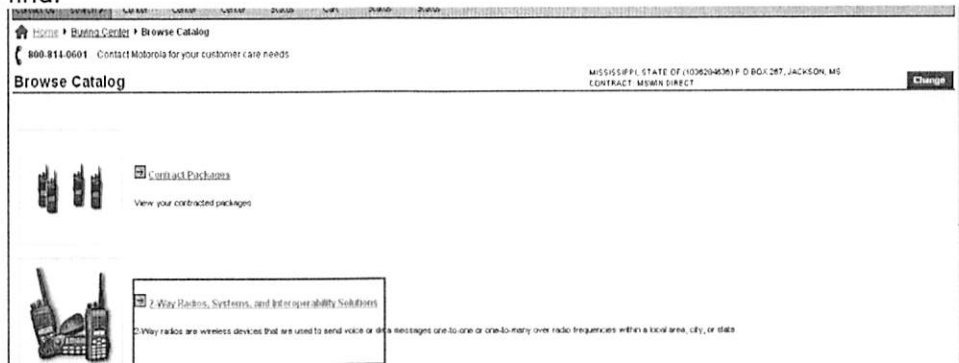 Home ▸ Buying Center ▸ Browse Catalog
800-814-0601 Contact Motorola for your customer care needs
Browse Catalog
MISSISSIPPI, STATE OF (1036294636) P O BOX 267, JACKSON, MS
CONTRACT: MSWIN DIRECT
Change
Contract Packages
View your contracted packages
2-Way Radios, Systems, and Interoperability Solutions
2-Way radios are wireless devices that are used to send voice or data messages one-to-one or one-to-many over radio frequencies within a local area, city, or state